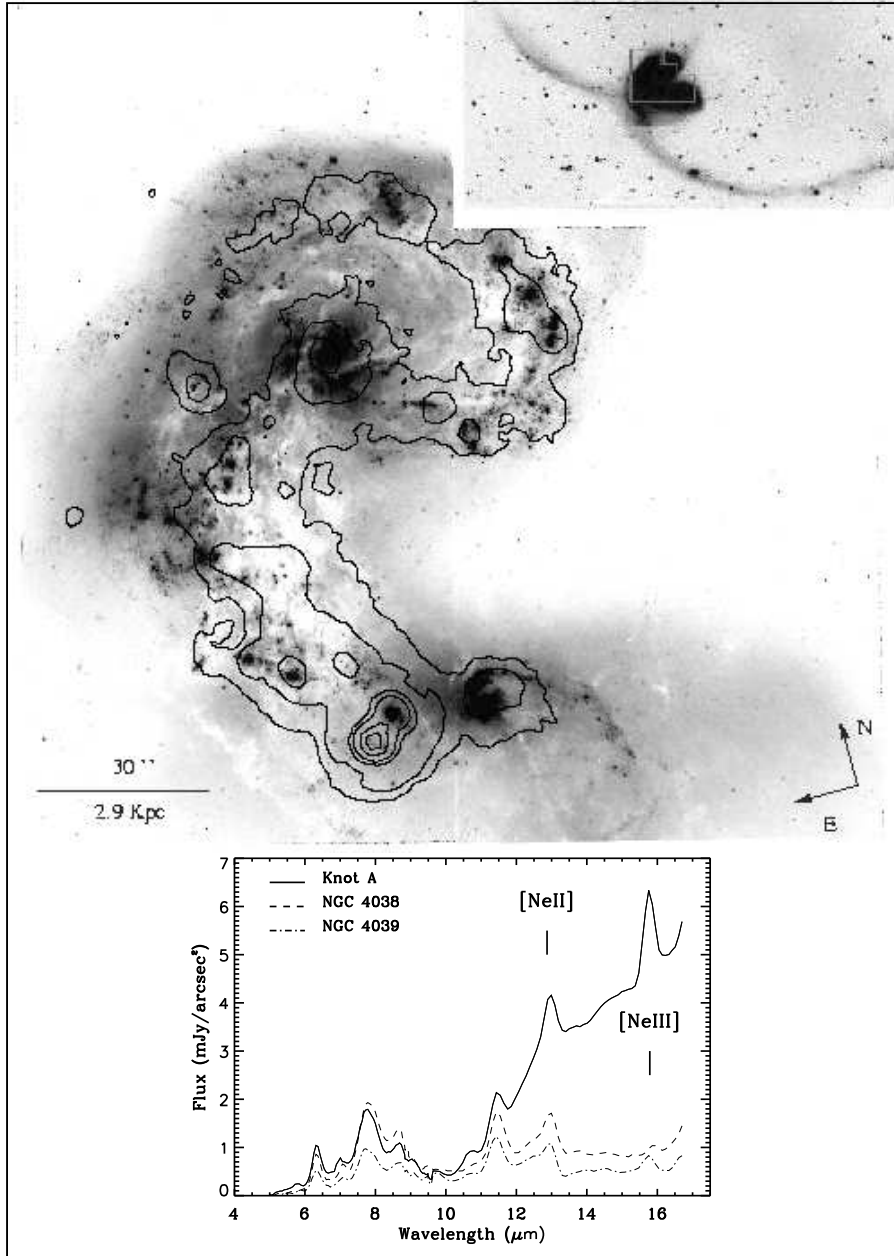 30''
2.9 Kpc
N
E
Knot A
NGC 4038
NGC 4039
[NeII]
[NeIII]
Flux (mJy/arcsec²)
7
6
5
4
3
2
1
0
4
6
8
10
12
14
16
Wavelength (μm)